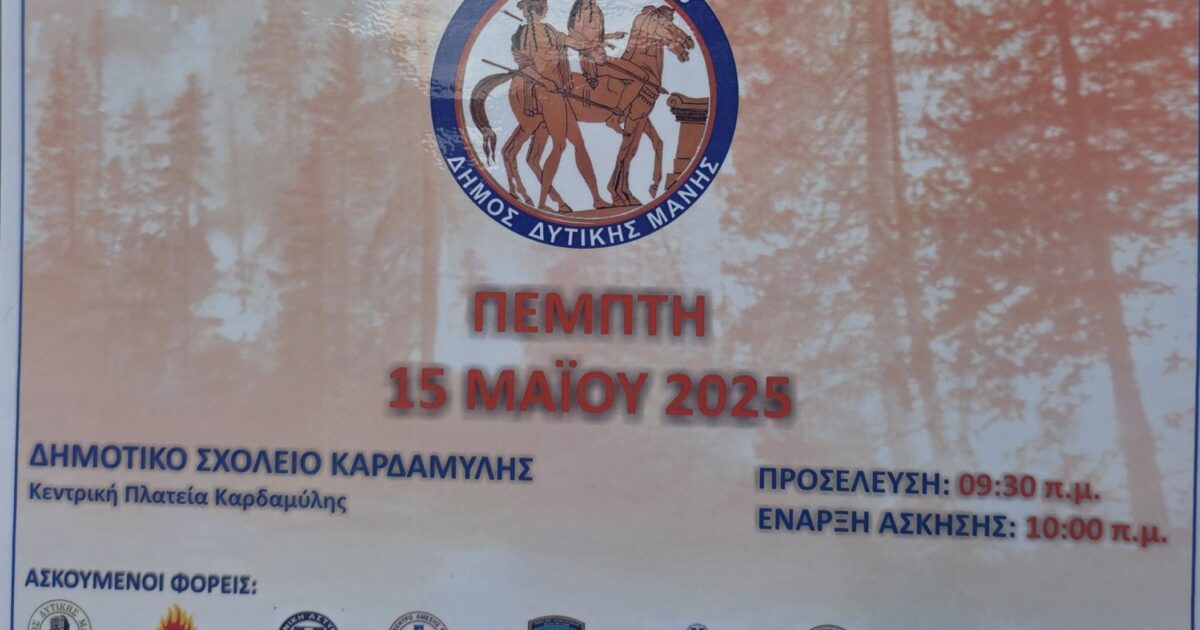 ΔΗΜΟΣ ΔΥΤΙΚΗΣ ΜΑΝΗΣ
ΠΕΜΠΤΗ
15 ΜΑΪΟΥ 2025
ΔΗΜΟΤΙΚΟ ΣΧΟΛΕΙΟ ΚΑΡΔΑΜΥΛΗΣ
Κεντρική Πλατεία Καρδαμύλης
ΠΡΟΣΕΛΕΥΣΗ: 09:30 π.μ.
ΕΝΑΡΞΗ ΑΣΚΗΣΗΣ: 10:00 π.μ.
ΑΣΚΟΥΜΕΝΟΙ ΦΟΡΕΙΣ: